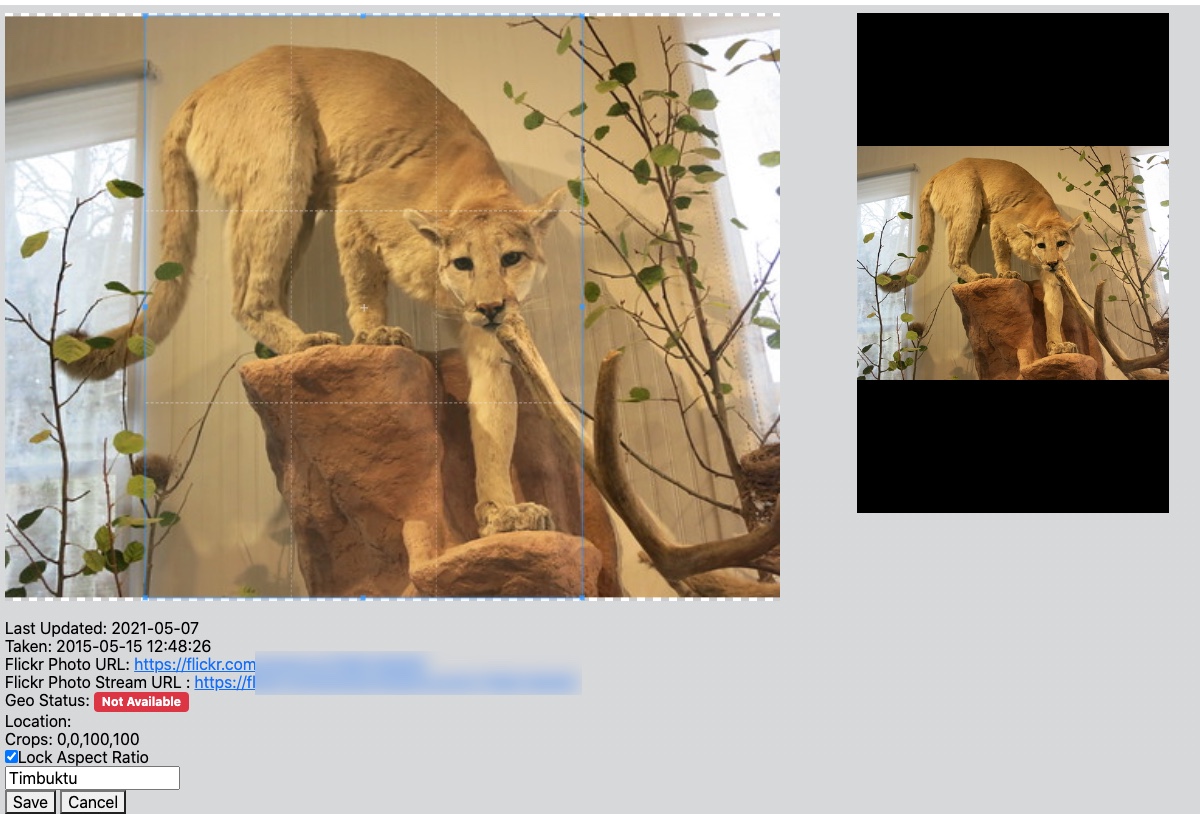 Last Updated: 2021-05-07
Taken: 2015-05-15 12:48:26
Flickr Photo URL: https://flickr.com
Flickr Photo Stream URL : https://fl
Geo Status: Not Available
Location:
Crops: 0,0,100,100
Lock Aspect Ratio
Timbuktu
Save Cancel